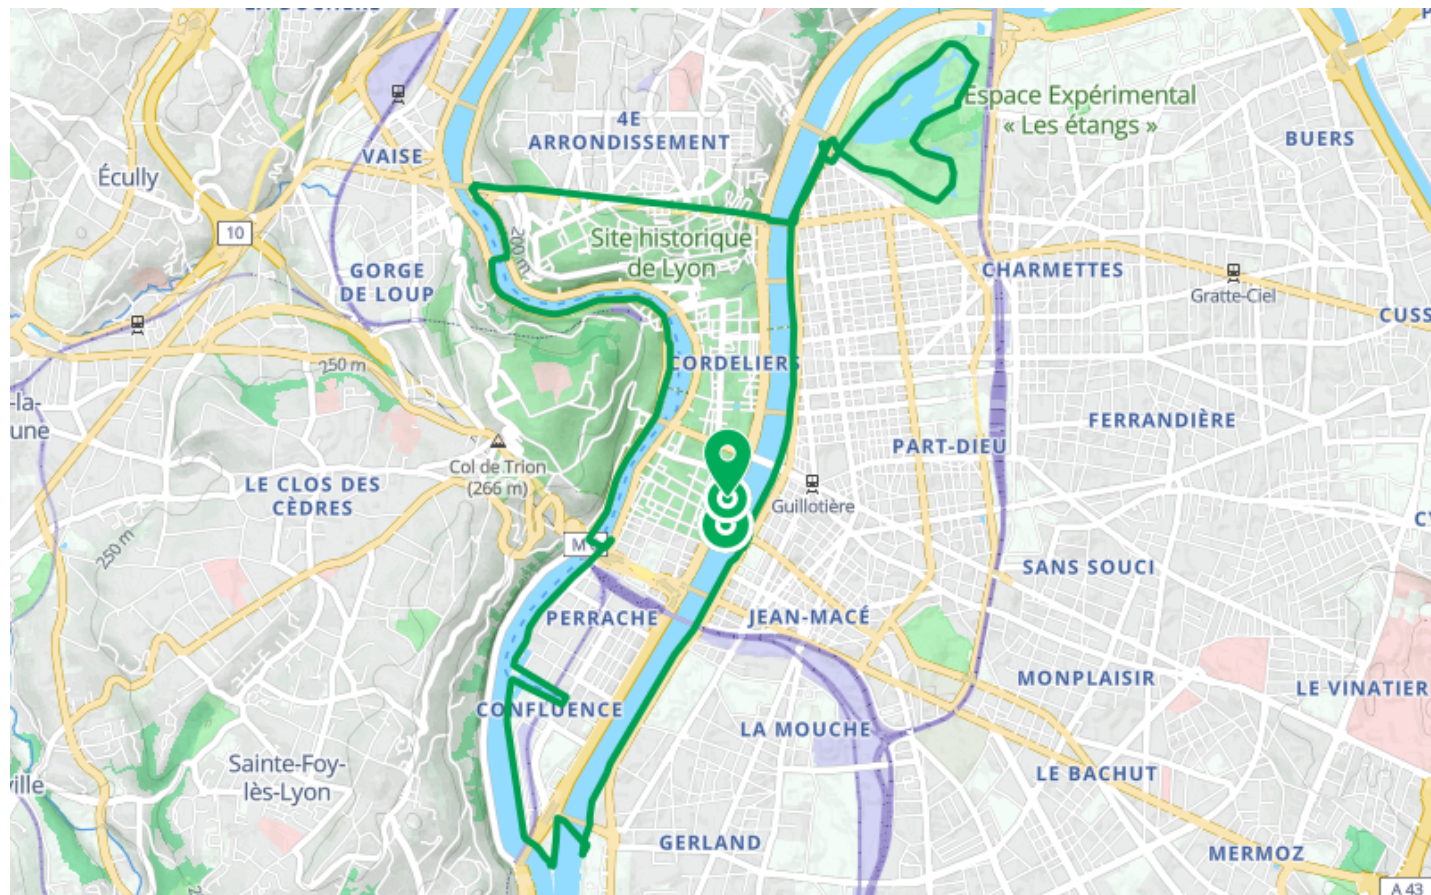 4E
ARRONDISSEMENT
Espace Expérimental
« Les étangs »
BUERS
VAISE
Écully
10
200 m
Site historique
de Lyon
GORGE
DE LOUP
CHARMETTES
Gratte-Ciel
CUSS
250 m
CORDELIERS
-la-
une
FERRANDIÈRE
PART-DIEU
Col de Trion
(266 m)
LE CLOS DES
CÈDRES
Guillotière
250 m
M
SANS SOUCI
PERRACHE
JEAN-MACÉ
MONPLAISIR
LE VINATIER
CONFLUENCE
LA MOUCHE
Sainte-Foy-
lès-Lyon
ville
LE BACHUT
GERLAND
MERMOZ
A 43